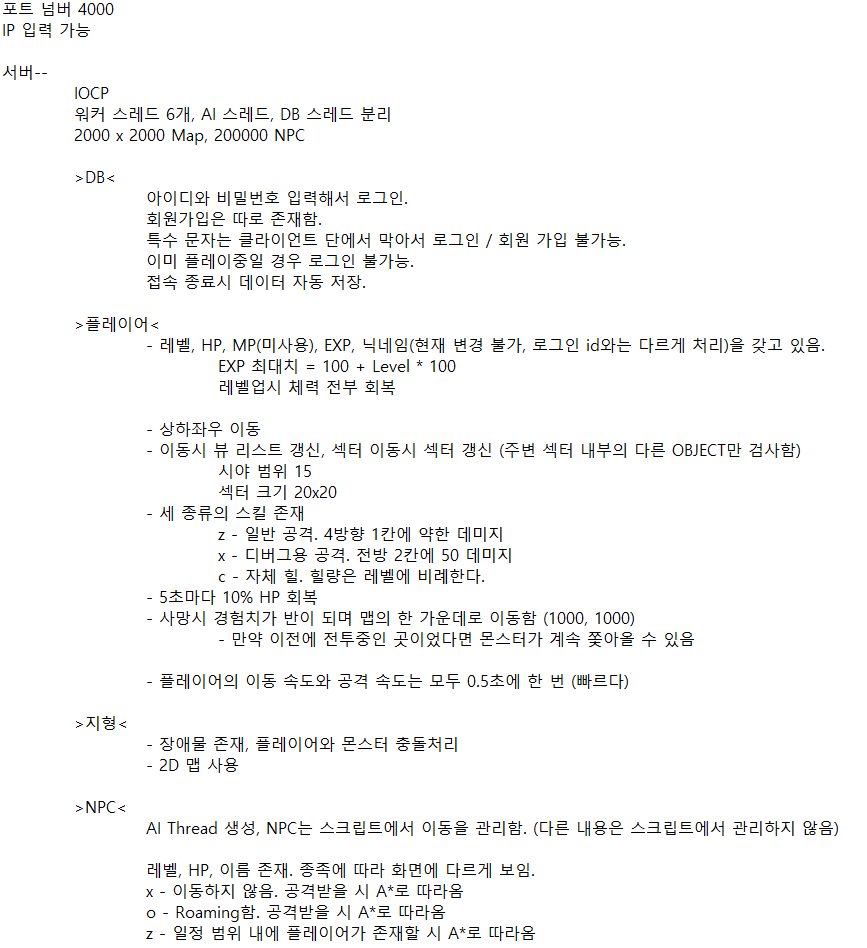 포트 넘버 4000
IP 입력 가능
서버--
IOCP
워커 스레드 6개, AI 스레드, DB 스레드 분리
2000 x 2000 Map, 200000 NPC
>DB<
아이디와 비밀번호 입력해서 로그인.
회원가입은 따로 존재함.
특수 문자는 클라이언트 단에서 막아서 로그인 / 회원 가입 불가능.
이미 플레이중일 경우 로그인 불가능.
접속 종료시 데이터 자동 저장.
>플레이어<
- 레벨, HP, MP(미사용), EXP, 닉네임(현재 변경 불가, 로그인 id와는 다르게 처리)을 갖고 있음.
EXP 최대치 = 100 + Level * 100
레벨업시 체력 전부 회복
- 상하좌우 이동
- 이동시 뷰 리스트 갱신, 섹터 이동시 섹터 갱신 (주변 섹터 내부의 다른 OBJECT만 검사함)
시야 범위 15
섹터 크기 20x20
- 세 종류의 스킬 존재
z - 일반 공격. 4방향 1칸에 약한 데미지
x - 디버그용 공격. 전방 2칸에 50 데미지
c - 자체 힐. 힐량은 레벨에 비례한다.
- 5초마다 10% HP 회복
- 사망시 경험치가 반이 되며 맵의 한 가운데로 이동함 (1000, 1000)
- 만약 이전에 전투중인 곳이었다면 몬스터가 계속 쫓아올 수 있음
- 플레이어의 이동 속도와 공격 속도는 모두 0.5초에 한 번 (빠르다)
>지형<
- 장애물 존재, 플레이어와 몬스터 충돌처리
- 2D 맵 사용
>NPC<
AI Thread 생성, NPC는 스크립트에서 이동을 관리함. (다른 내용은 스크립트에서 관리하지 않음)
레벨, HP, 이름 존재. 종족에 따라 화면에 다르게 보임.
x - 이동하지 않음. 공격받을 시 A*로 따라옴
o - Roaming함. 공격받을 시 A*로 따라옴
z - 일정 범위 내에 플레이어가 존재할 시 A*로 따라옴